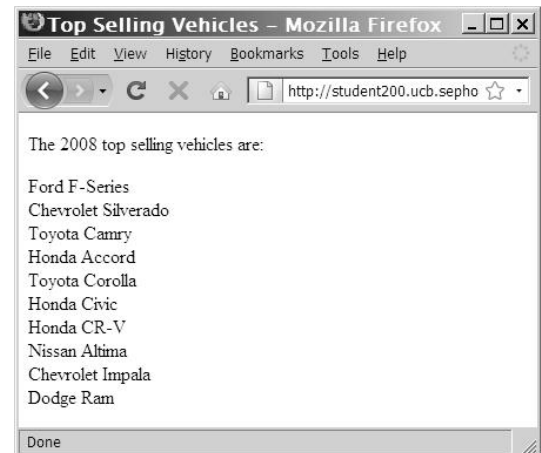 Top Selling Vehicles – Mozilla Firefox
File Edit View History Bookmarks Tools Help
http://student200.ucb.sepho
The 2008 top selling vehicles are:
Ford F-Series
Chevrolet Silverado
Toyota Camry
Honda Accord
Toyota Corolla
Honda Civic
Honda CR-V
Nissan Altima
Chevrolet Impala
Dodge Ram
Done